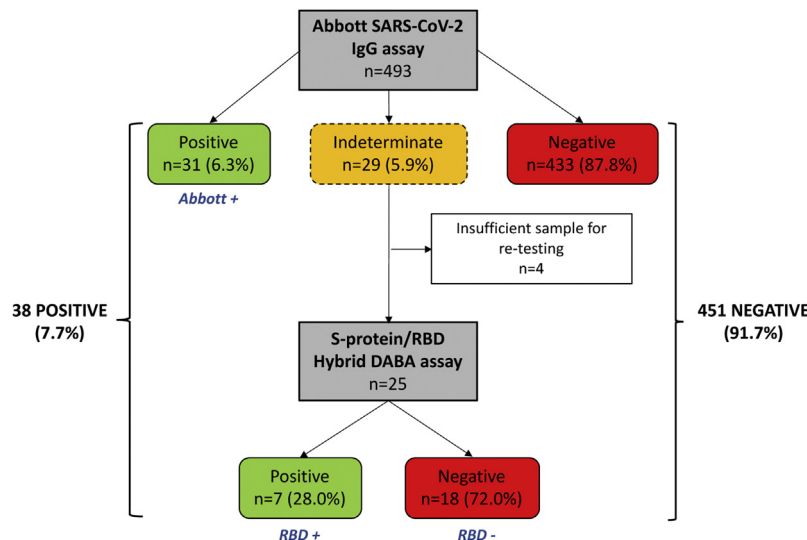 Abbott SARS-CoV-2
IgG assay
n=493
Positive
n=31 (6.3%)
Indeterminate
n=29 (5.9%)
Negative
n=433 (87.8%)
Abbott +
Insufficient sample for
re-testing
n=4
38 POSITIVE
(7.7%)
451 NEGATIVE
(91.7%)
S-protein/RBD
Hybrid DABA assay
n=25
Positive
n=7 (28.0%)
Negative
n=18 (72.0%)
RBD +
RBD -